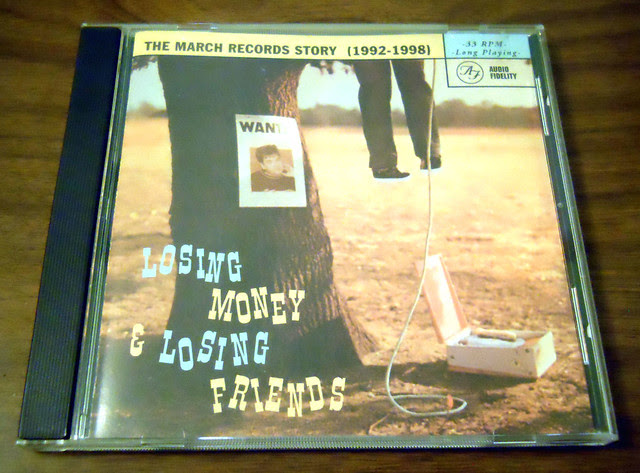 THE MARCH RECORDS STORY (1992-1998)
-33 RPM-
-Long Playing-
AF
AUDIO
FIDELITY
WANT
LOSING
MONEY
& LOSING
FRIENDS